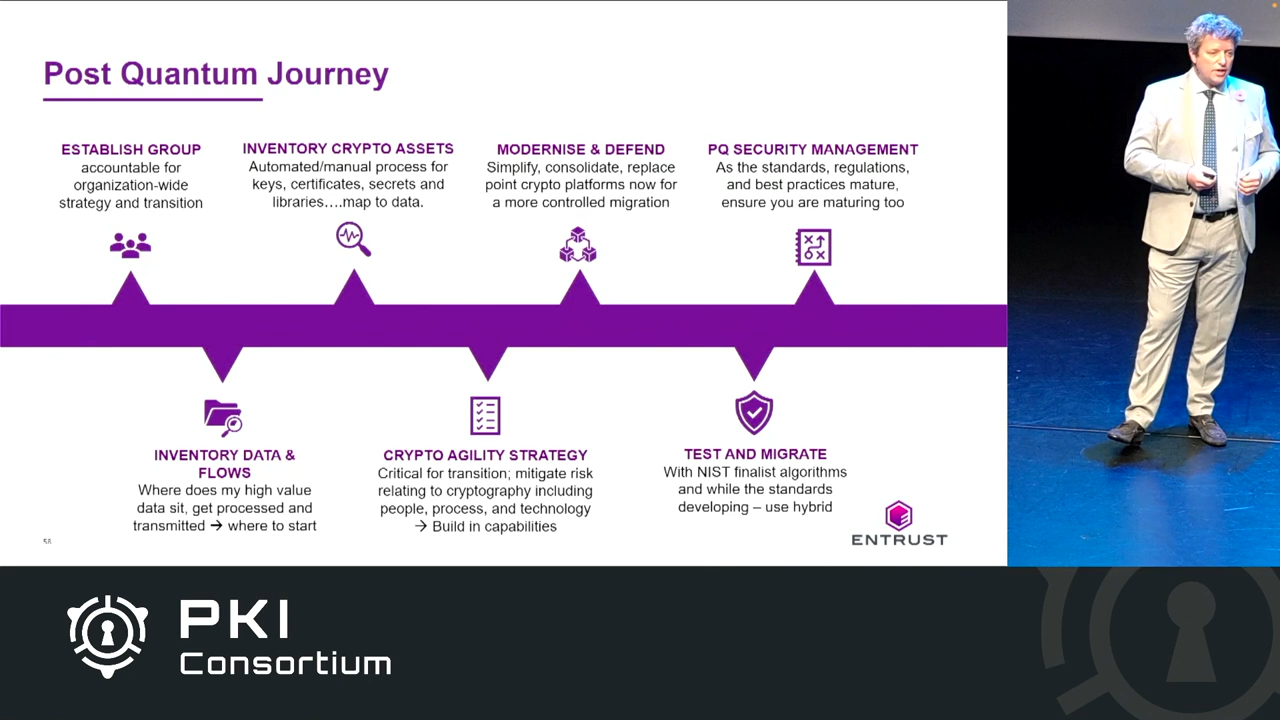 Post Quantum Journey
ESTABLISH GROUP
accountable for
organization-wide
strategy and transition
INVENTORY CRYPTO ASSETS
Automated/manual process for
keys, certificates, secrets and
libraries....map to data.
MODERNISE & DEFEND
Simplify, consolidate, replace
point crypto platforms now for
a more controlled migration
PQ SECURITY MANAGEMENT
As the standards, regulations,
and best practices mature,
ensure you are maturing too
INVENTORY DATA &
FLOWS
Where does my high value
data sit, get processed and
transmitted → where to start
CRYPTO AGILITY STRATEGY
Critical for transition; mitigate risk
relating to cryptography including
people, process, and technology
→ Build in capabilities
TEST AND MIGRATE
With NIST finalist algorithms
and while the standards
developing – use hybrid
ENTRUST
PKI
Consortium